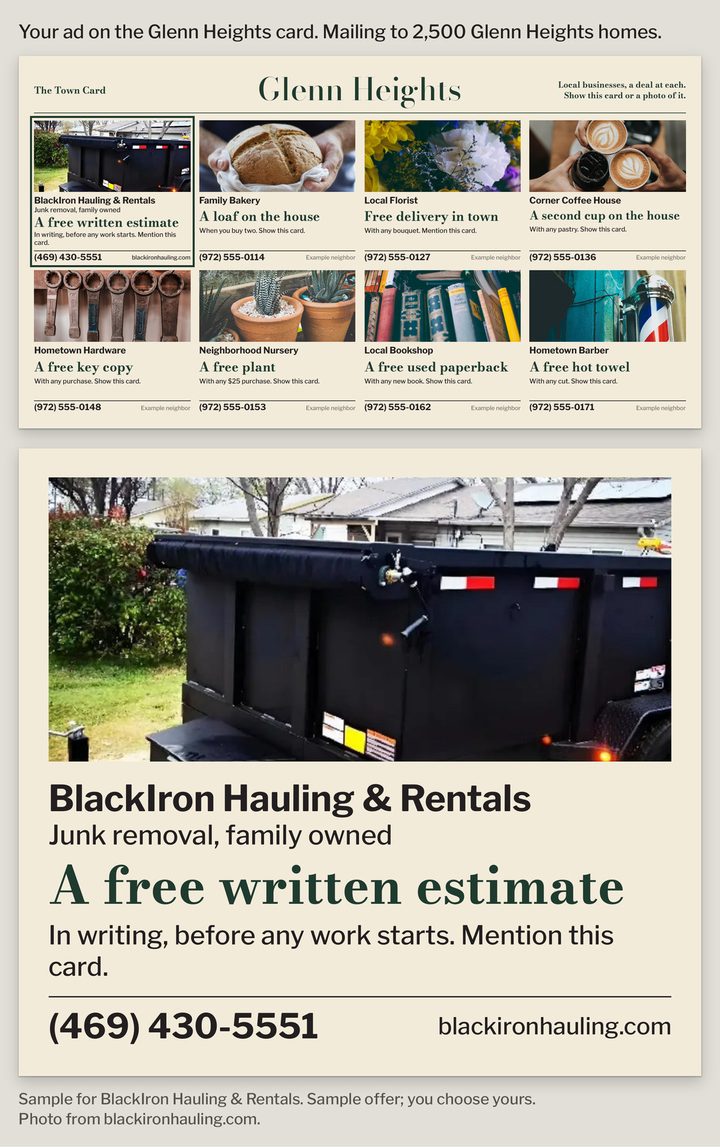 Your ad on the Glenn Heights card. Mailing to 2,500 Glenn Heights homes.
The Town Card
Glenn Heights
Local businesses, a deal at each.
Show this card or a photo of it.
BlackIron Hauling & Rentals
Junk removal, family owned
A free written estimate
In writing, before any work starts. Mention this
card.
(469) 430-5551
blackironhauling.com
Family Bakery
A loaf on the house
When you buy two. Show this card.
(972) 555-0114
Example neighbor
Local Florist
Free delivery in town
With any bouquet. Mention this card.
(972) 555-0127
Example neighbor
Corner Coffee House
A second cup on the house
With any pastry. Show this card.
(972) 555-0136
Example neighbor
Hometown Hardware
A free key copy
With any purchase. Show this card.
(972) 555-0148
Example neighbor
Neighborhood Nursery
A free plant
With any $25 purchase. Show this card.
(972) 555-0153
Example neighbor
Local Bookshop
A free used paperback
With any new book. Show this card.
(972) 555-0162
Example neighbor
Hometown Barber
A free hot towel
With any cut. Show this card.
(972) 555-0171
Example neighbor
BlackIron Hauling & Rentals
Junk removal, family owned
A free written estimate
In writing, before any work starts. Mention this
card.
(469) 430-5551
blackironhauling.com
Sample for BlackIron Hauling & Rentals. Sample offer; you choose yours.
Photo from blackironhauling.com.